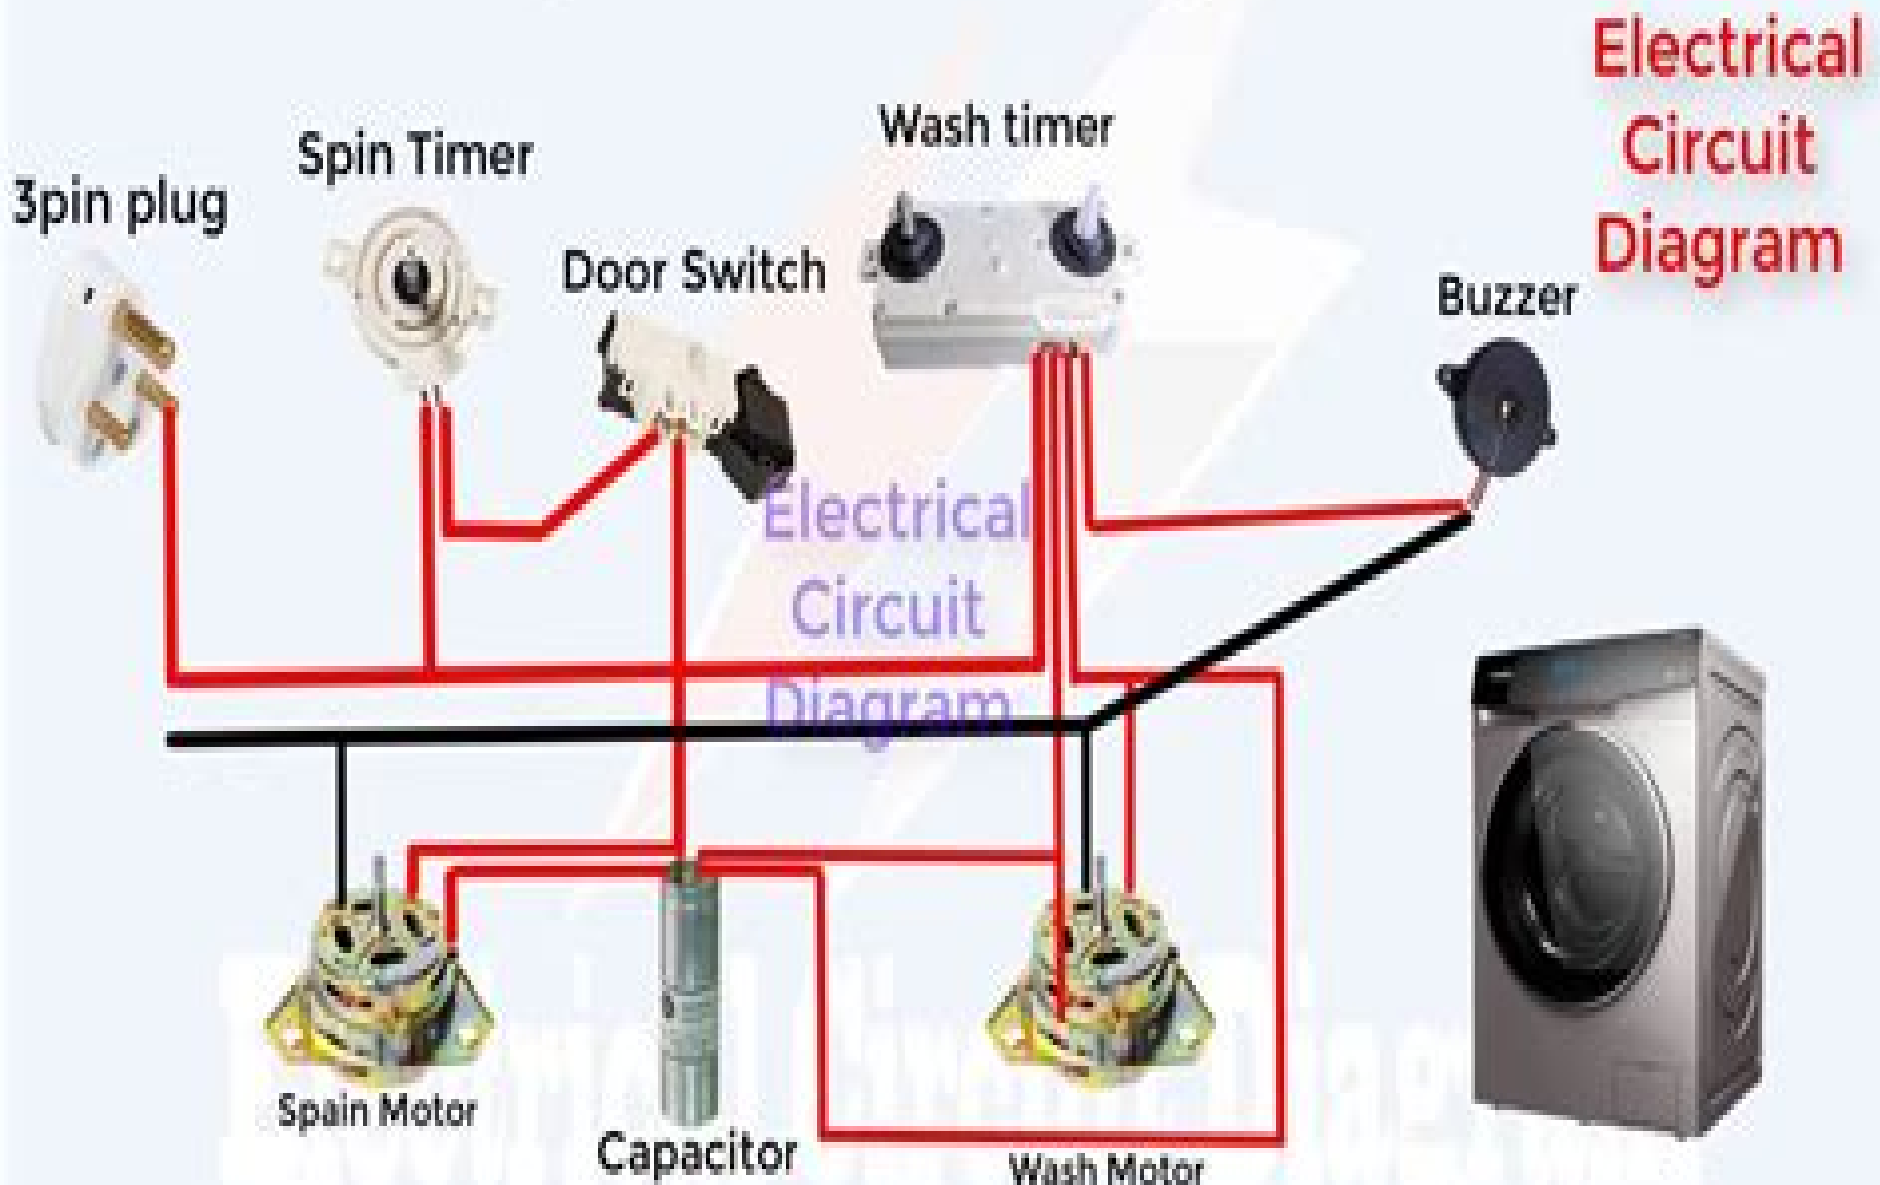 Electrical
Circuit
Diagram
Wash timer
Spin Timer
3pin plug
Door Switch
Buzzer
Electrical
Circuit
Diagram
Spain Motor
Capacitor
Wash Motor